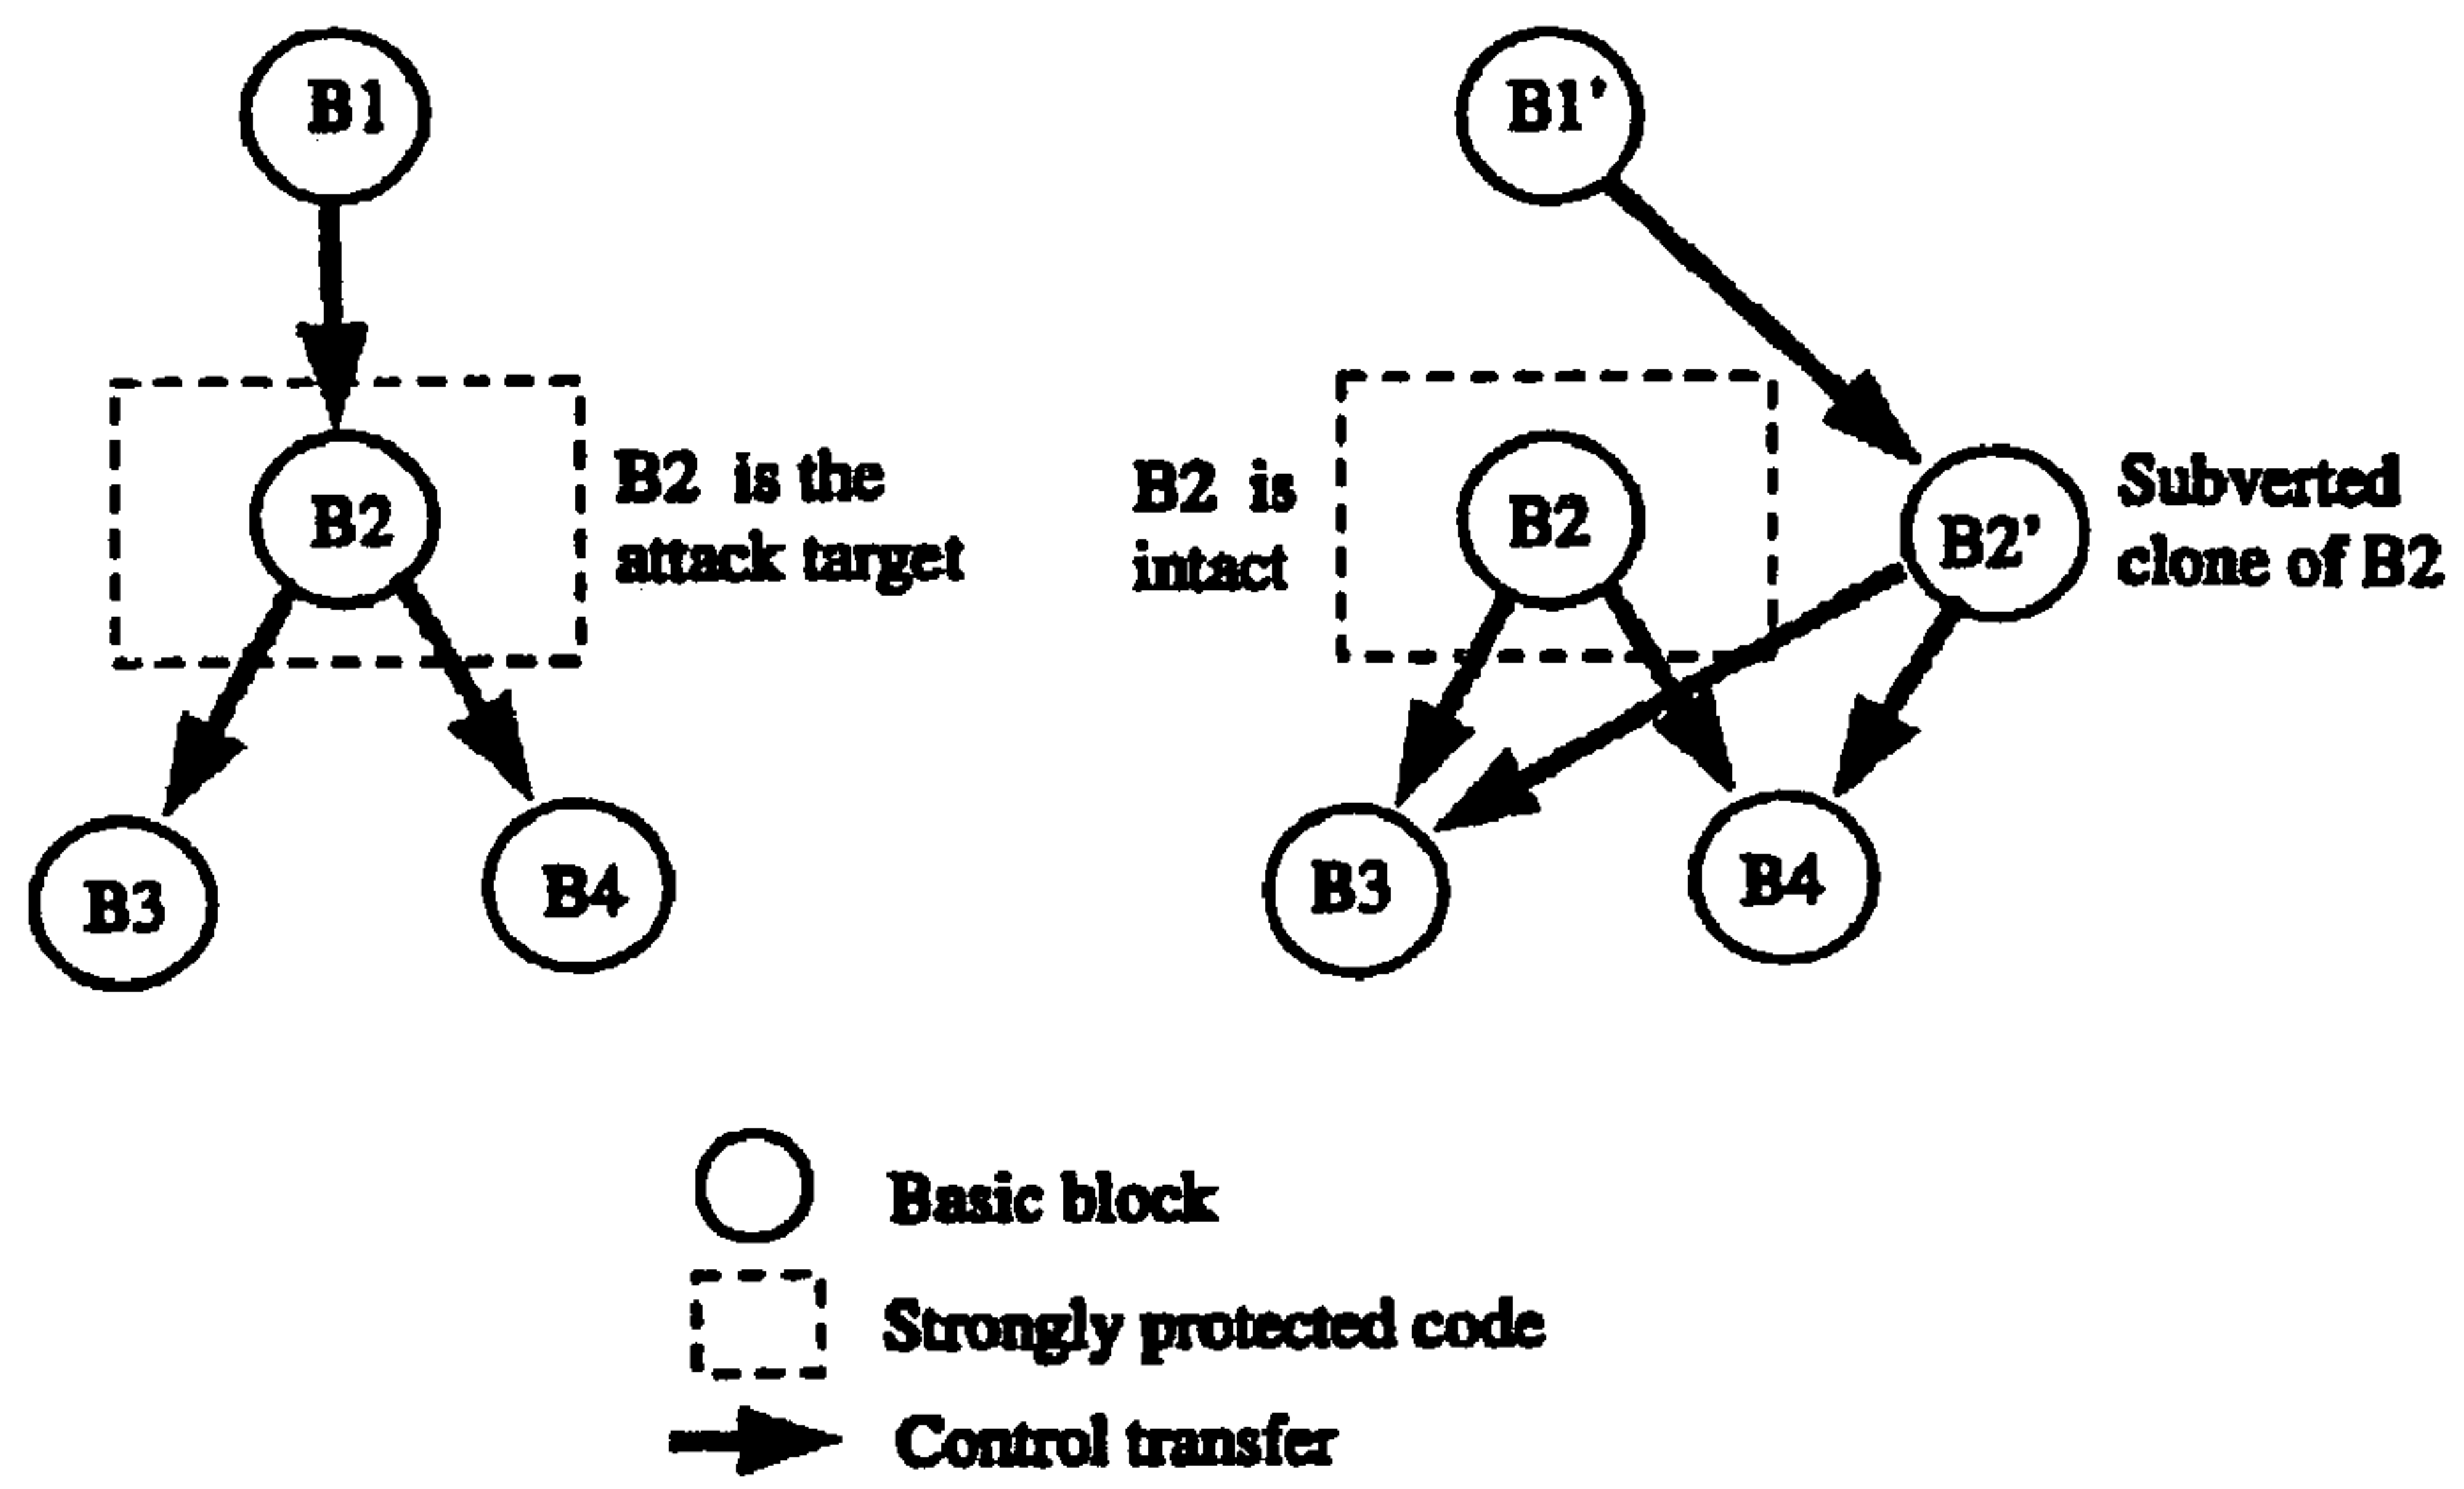 B1
B1'
B2
B2 is the
attack target
B2 is
intact
B2
B2'
Subverted
clone of B2
B3
B4
B3
B4
Basic block
Strongly protected code
Control transfer